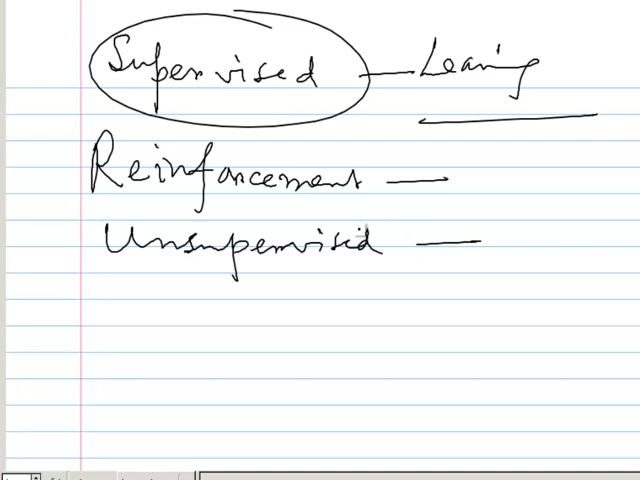 Supervised — Learning
Reinforcement —
Unsupervised —